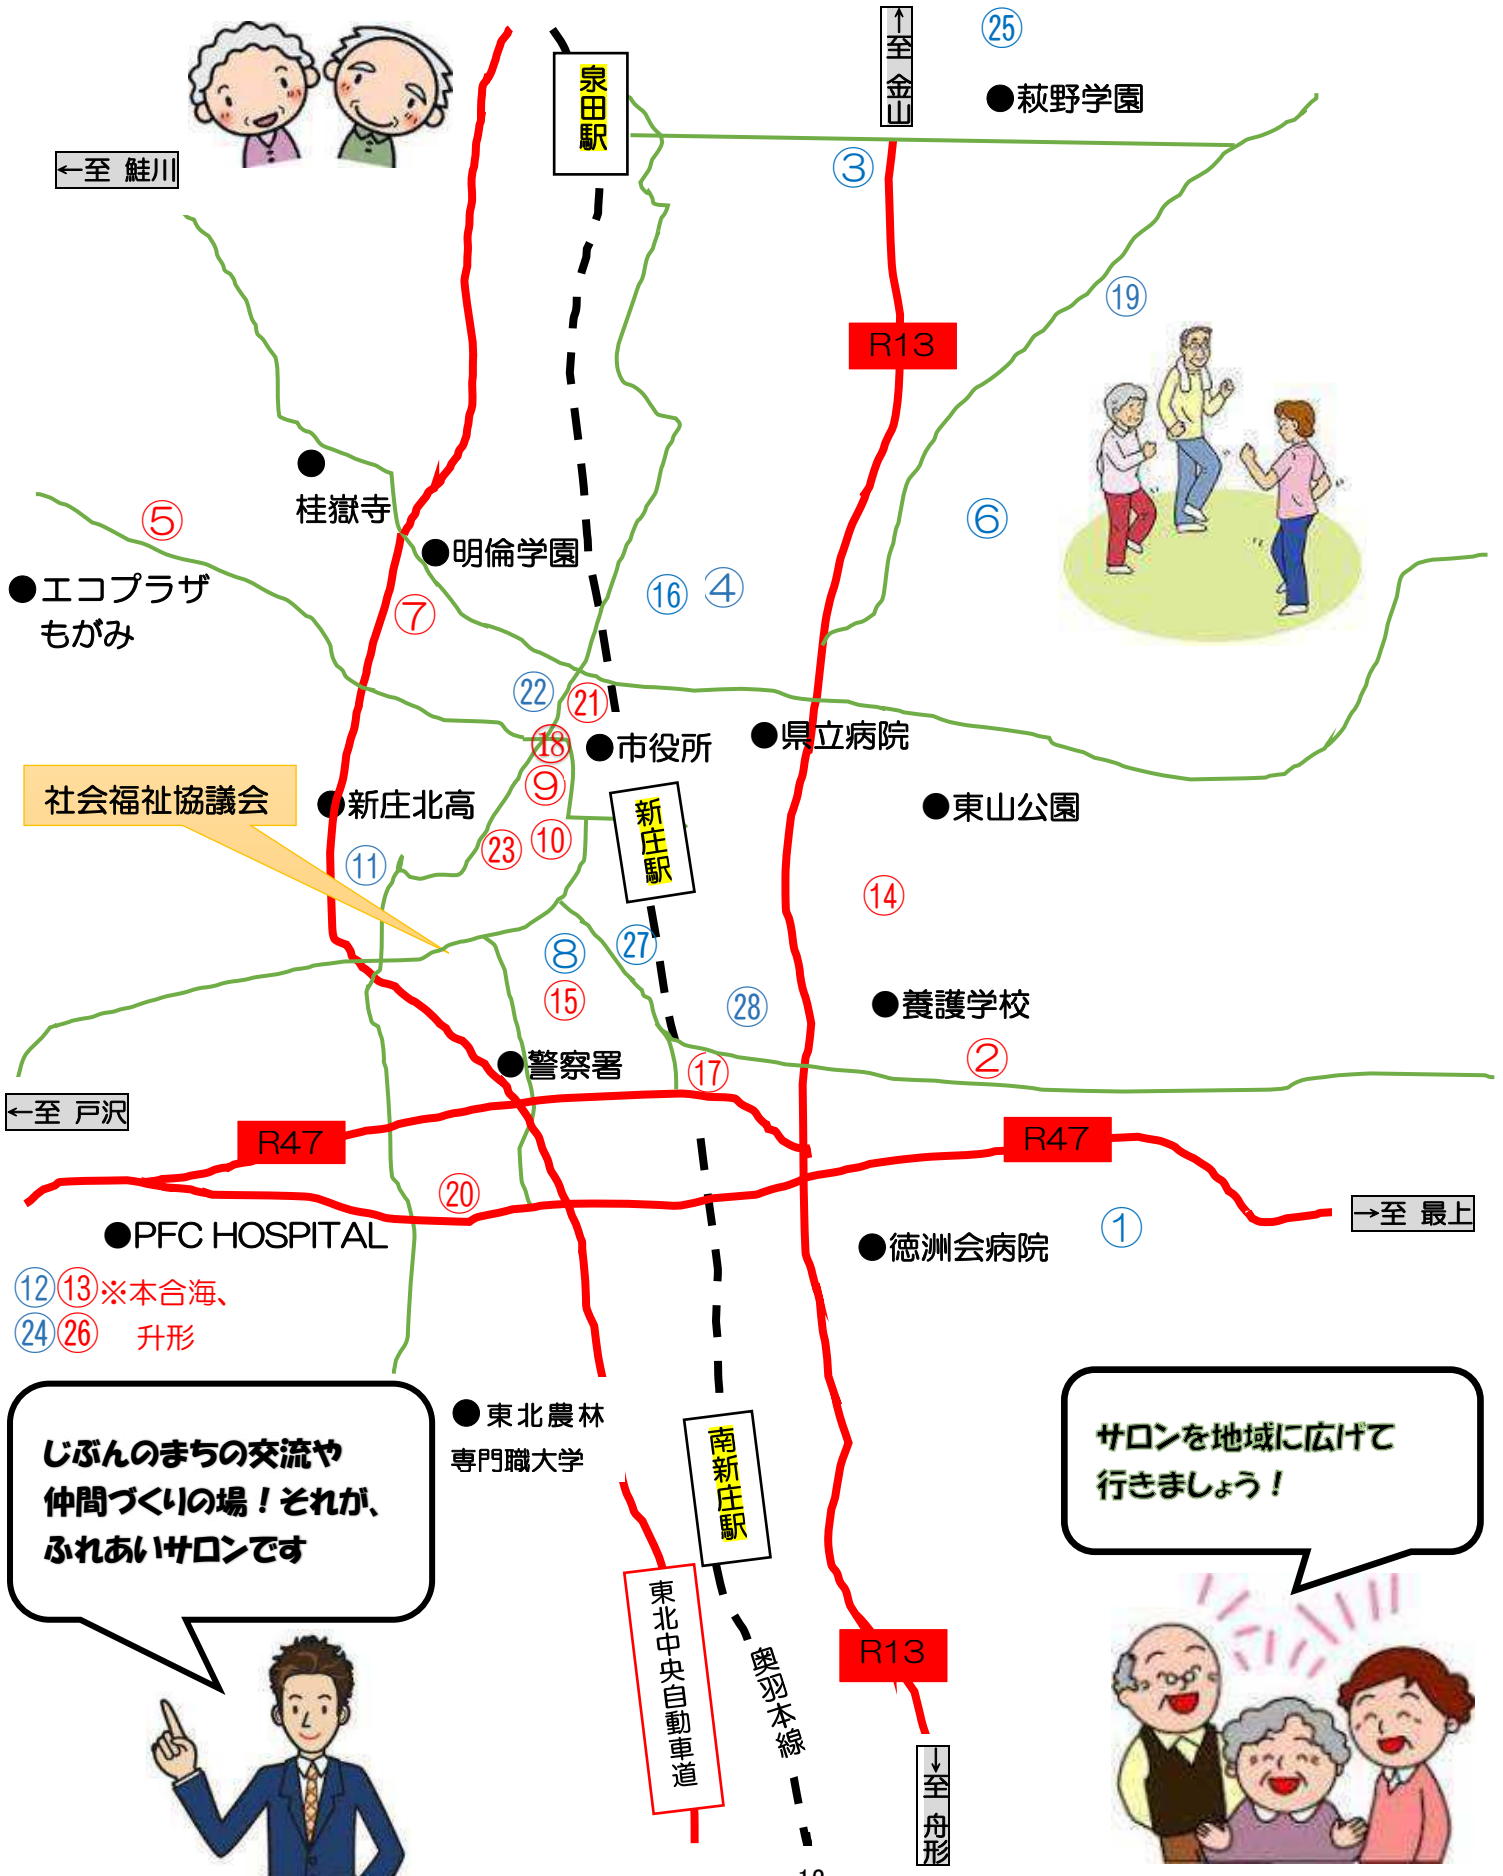 ㉕
↑至 金山
泉田駅
●萩野学園
←至 鮭川
③
⑲
R13
●
桂嶽寺
⑤
⑥
●明倫学園
●エコプラザ
もがみ
⑯ ④
⑦
㉒ ㉑
⑱ ●市役所
●県立病院
⑨
社会福祉協議会
●新庄北高
新庄駅
●東山公園
㉓ ⑩
⑪
⑭
⑧ ㉗
⑮
㉘
●養護学校
●警察署
⑰
②
←至 戸沢
R47
R47
⑳
→至 最上
●PFC HOSPITAL
●徳洲会病院
①
⑫⑬※本合海、
㉔㉖ 升形
じぶんのまちの交流や
仲間づくりの場！それが、
ふれあいサロンです
●東北農林
専門職大学
南新庄駅
サロンを地域に広げて
行きましょう！
東北中央自動車道
奥羽本線
R13
↓至 舟形